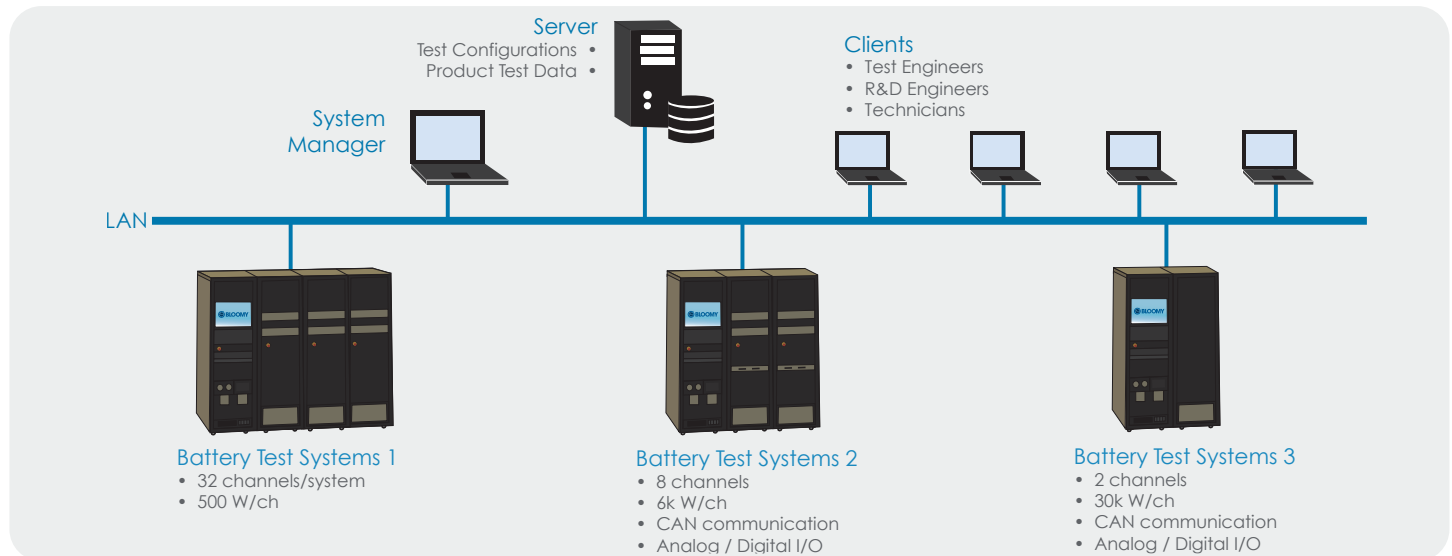 Server
Test Configurations •
Product Test Data •
Clients
• Test Engineers
• R&D Engineers
• Technicians
System
Manager
LAN
BLOOMY
BLOOMY
BLOOMY
Battery Test Systems 1
• 32 channels/system
• 500 W/ch
Battery Test Systems 2
• 8 channels
• 6k W/ch
• CAN communication
• Analog / Digital I/O
Battery Test Systems 3
• 2 channels
• 30k W/ch
• CAN communication
• Analog / Digital I/O